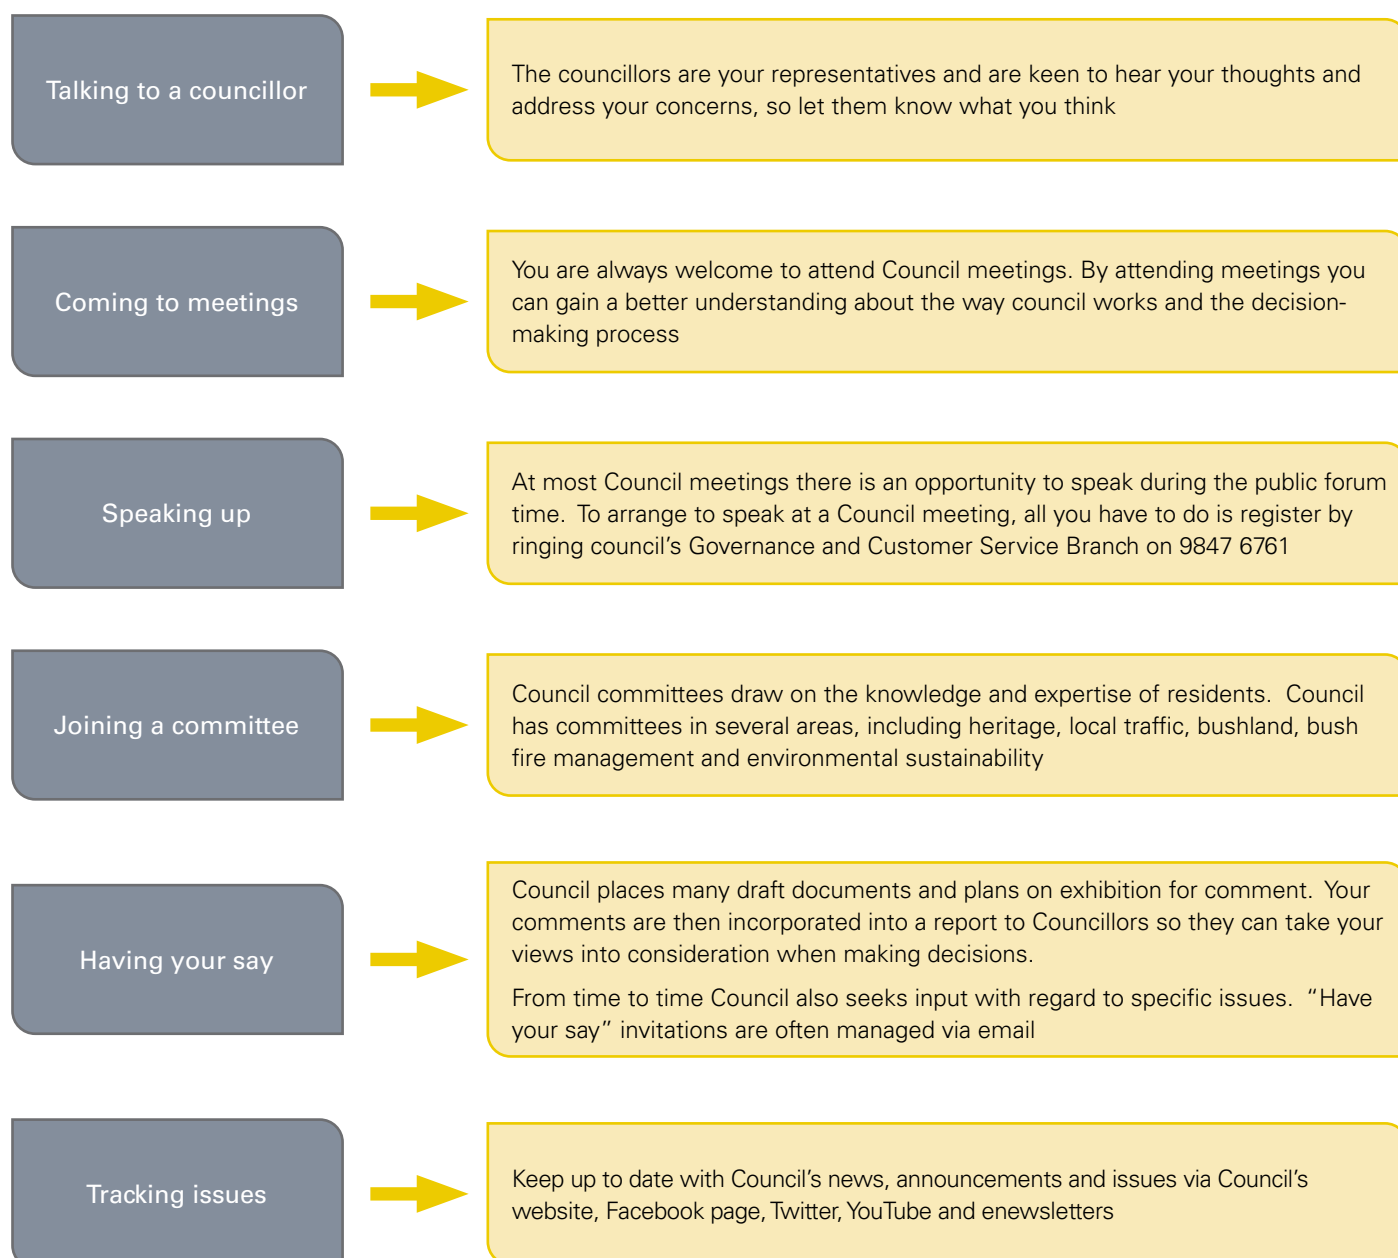 Talking to a councillor
The councillors are your representatives and are keen to hear your thoughts and
address your concerns, so let them know what you think
Coming to meetings
You are always welcome to attend Council meetings. By attending meetings you
can gain a better understanding about the way council works and the decision-
making process
Speaking up
At most Council meetings there is an opportunity to speak during the public forum
time. To arrange to speak at a Council meeting, all you have to do is register by
ringing council's Governance and Customer Service Branch on 9847 6761
Joining a committee
Council committees draw on the knowledge and expertise of residents. Council
has committees in several areas, including heritage, local traffic, bushland, bush
fire management and environmental sustainability
Having your say
Council places many draft documents and plans on exhibition for comment. Your
comments are then incorporated into a report to Councillors so they can take your
views into consideration when making decisions.
From time to time Council also seeks input with regard to specific issues. “Have
your say” invitations are often managed via email
Tracking issues
Keep up to date with Council's news, announcements and issues via Council's
website, Facebook page, Twitter, YouTube and enewsletters